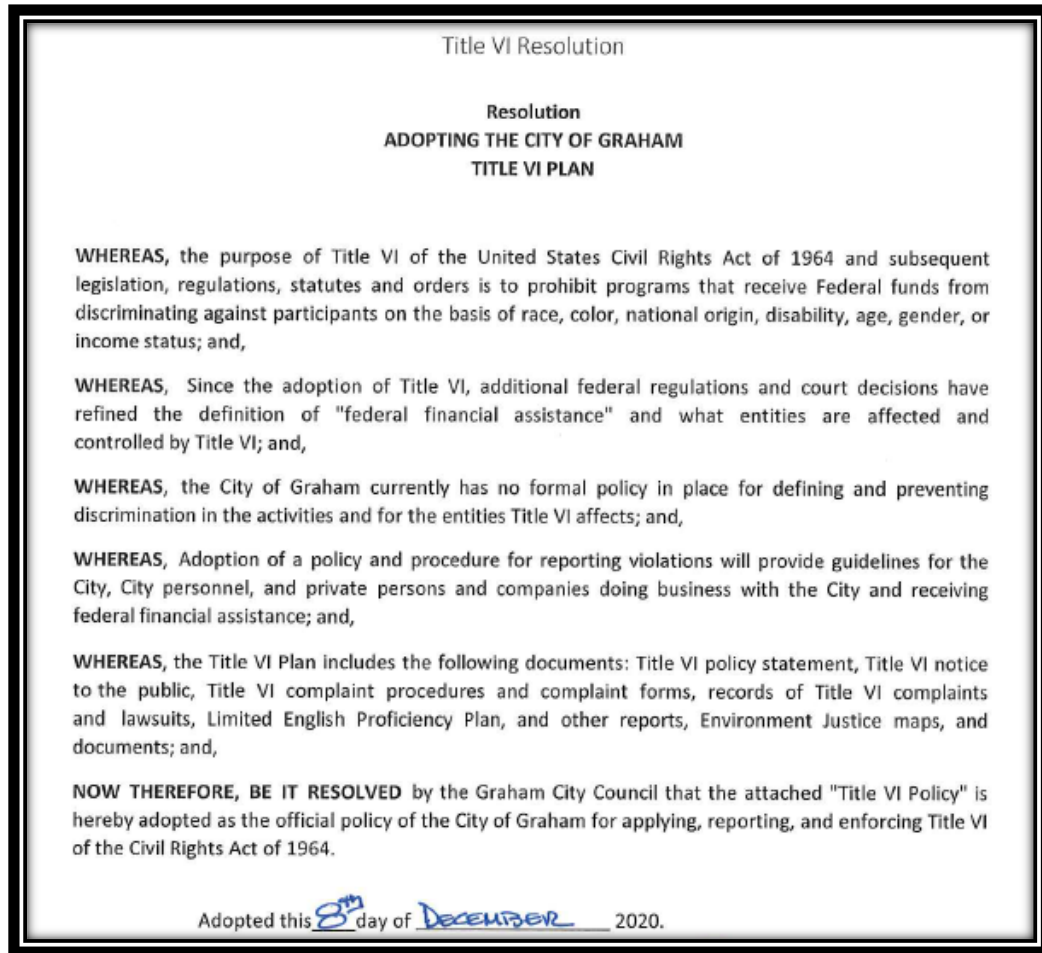 Title VI Resolution
Resolution
ADOPTING THE CITY OF GRAHAM
TITLE VI PLAN
WHEREAS, the purpose of Title VI of the United States Civil Rights Act of 1964 and subsequent
legislation, regulations, statutes and orders is to prohibit programs that receive Federal funds from
discriminating against participants on the basis of race, color, national origin, disability, age, gender, or
income status; and,
WHEREAS, Since the adoption of Title VI, additional federal regulations and court decisions have
refined the definition of "federal financial assistance" and what entities are affected and
controlled by Title VI; and,
WHEREAS, the City of Graham currently has no formal policy in place for defining and preventing
discrimination in the activities and for the entities Title VI affects; and,
WHEREAS, Adoption of a policy and procedure for reporting violations will provide guidelines for the
City, City personnel, and private persons and companies doing business with the City and receiving
federal financial assistance; and,
WHEREAS, the Title VI Plan includes the following documents: Title VI policy statement, Title VI notice
to the public, Title VI complaint procedures and complaint forms, records of Title VI complaints
and lawsuits, Limited English Proficiency Plan, and other reports, Environment Justice maps, and
documents; and,
NOW THEREFORE, BE IT RESOLVED by the Graham City Council that the attached "Title VI Policy" is
hereby adopted as the official policy of the City of Graham for applying, reporting, and enforcing Title VI
of the Civil Rights Act of 1964.
Adopted this 8th day of DECEMBER 2020.